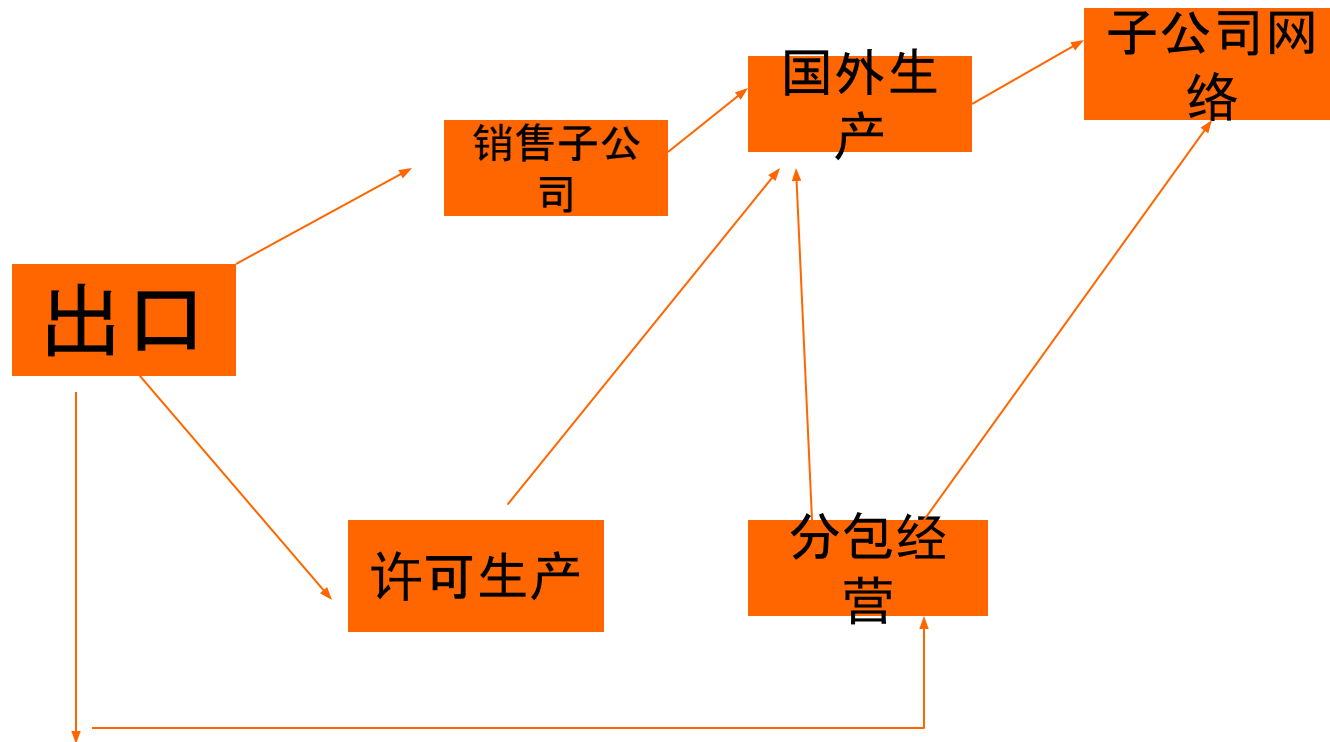 子公司网
络
国外生
产
销售子公
司
出口
许可生产
分包经
营